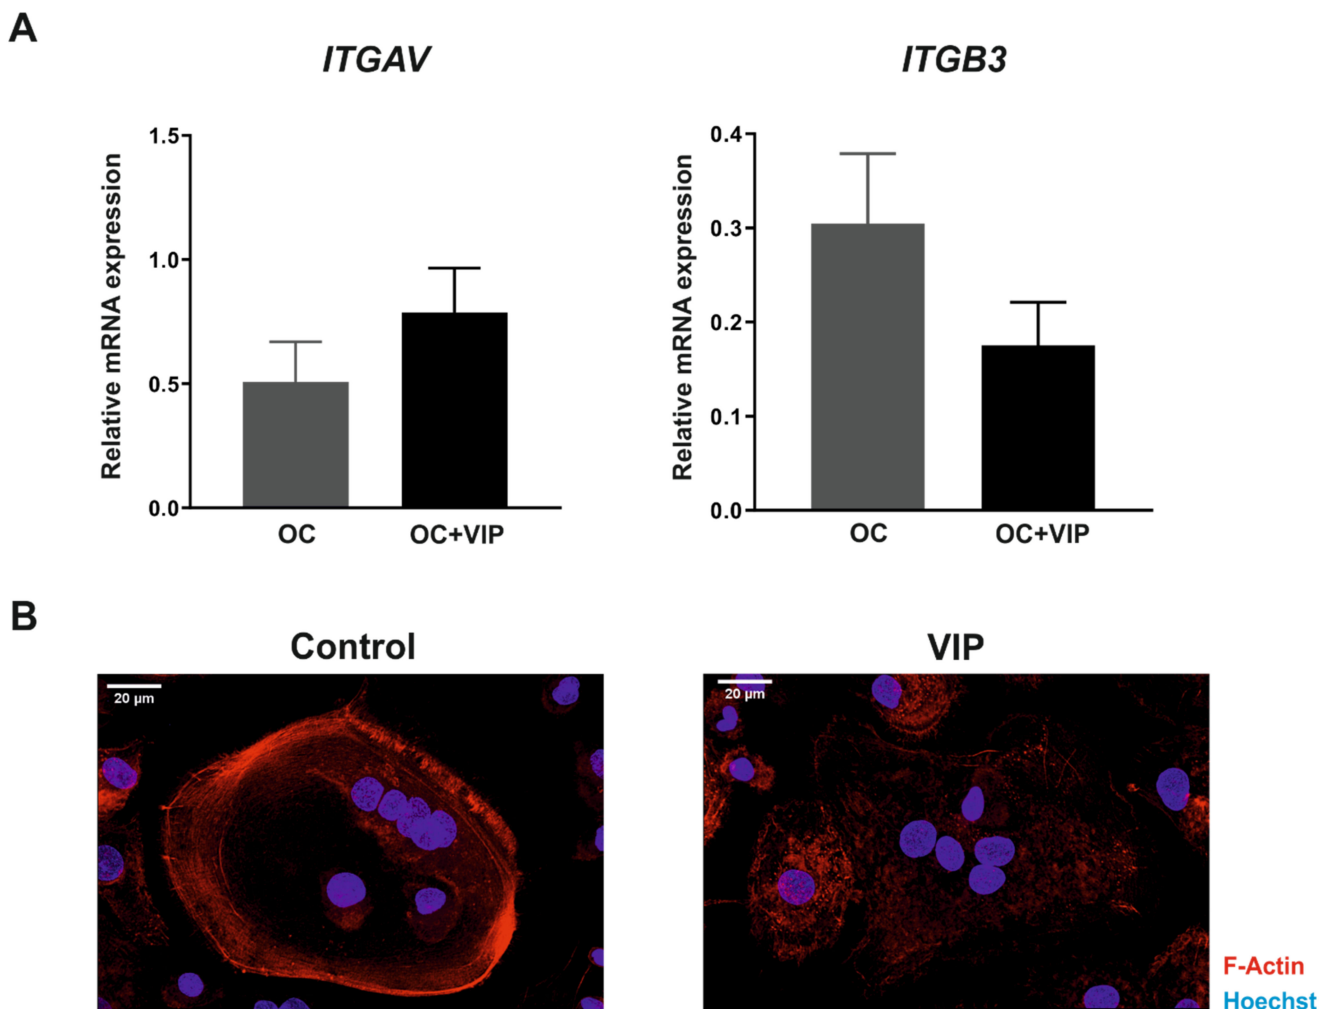 A
ITGAV
ITGB3
Relative mRNA expression
1.5
1.0
0.5
0.0
OC
OC+VIP
Relative mRNA expression
0.4
0.3
0.2
0.1
0.0
OC
OC+VIP
B
Control
VIP
20 µm
20 µm
F-Actin
Hoechst